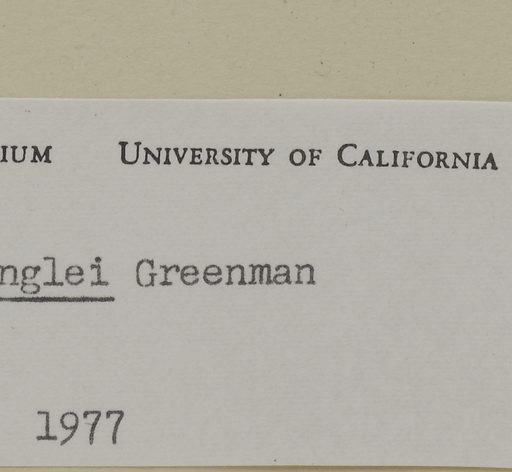 IUM UNIVERSITY OF CALIFORNIA
nglei Greenman
1977